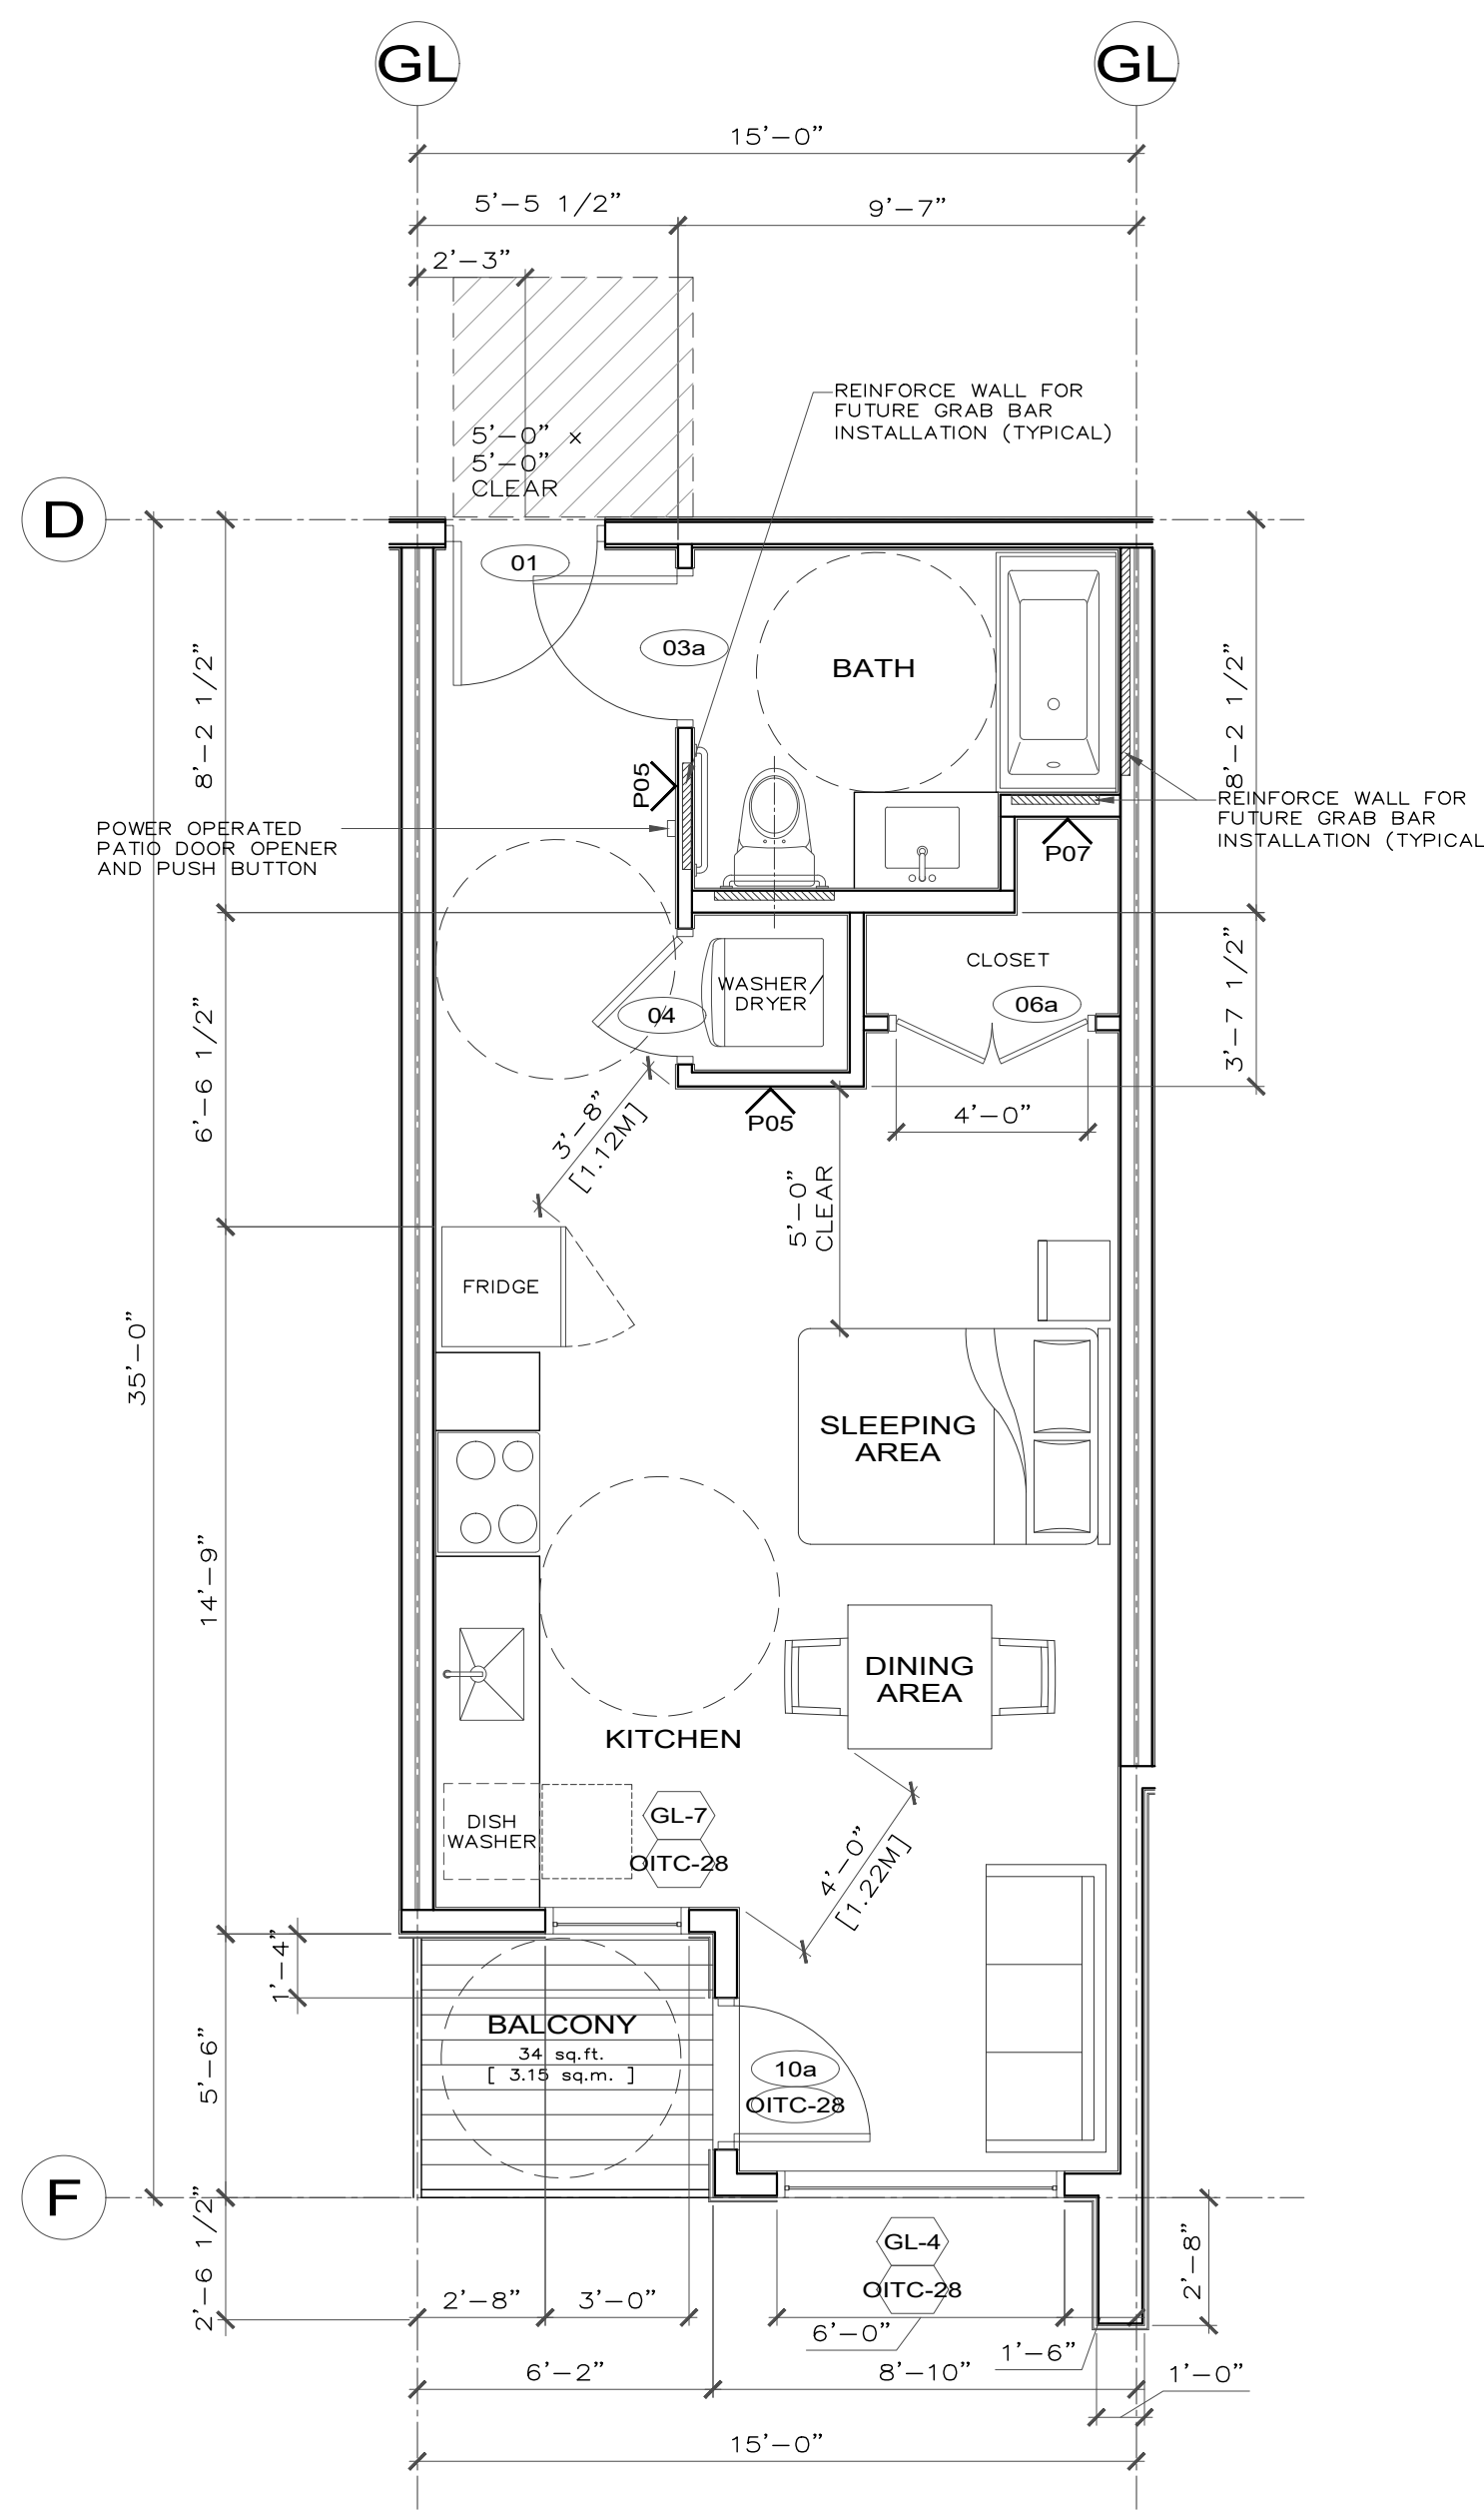 GL
GL
15'-0"
5'-5 1/2"
9'-7"
2'-3"
REINFORCE WALL FOR
FUTURE GRAB BAR
INSTALLATION (TYPICAL)
5'-0" x
5'-0"
CLEAR
D
01
03a
BATH
8'-2 1/2"
8'-2 1/2"
P05
REINFORCE WALL FOR
FUTURE GRAB BAR
INSTALLATION (TYPICAL
POWER OPERATED
PATIO DOOR OPENER
AND PUSH BUTTON
P07
CLOSET
WASHER/
DRYER
06a
04
6'-6 1/2"
3'-7 1/2"
3'-8"
[1.12M]
P05
4'-0"
5'-0"
CLEAR
FRIDGE
35'-0"
SLEEPING
AREA
14'-9"
DINING
AREA
KITCHEN
GL-7
OITC-28
DISH
WASHER
4'-0"
[1.22M]
1'-4"
BALCONY
34 sq.ft.
[ 3.15 sq.m. ]
5'-6"
10a
OITC-28
F
2'-6 1/2"
GL-4
OITC-28
2'-8"
2'-8"
3'-0"
6'-0"
1'-6"
6'-2"
8'-10"
1'-0"
15'-0"